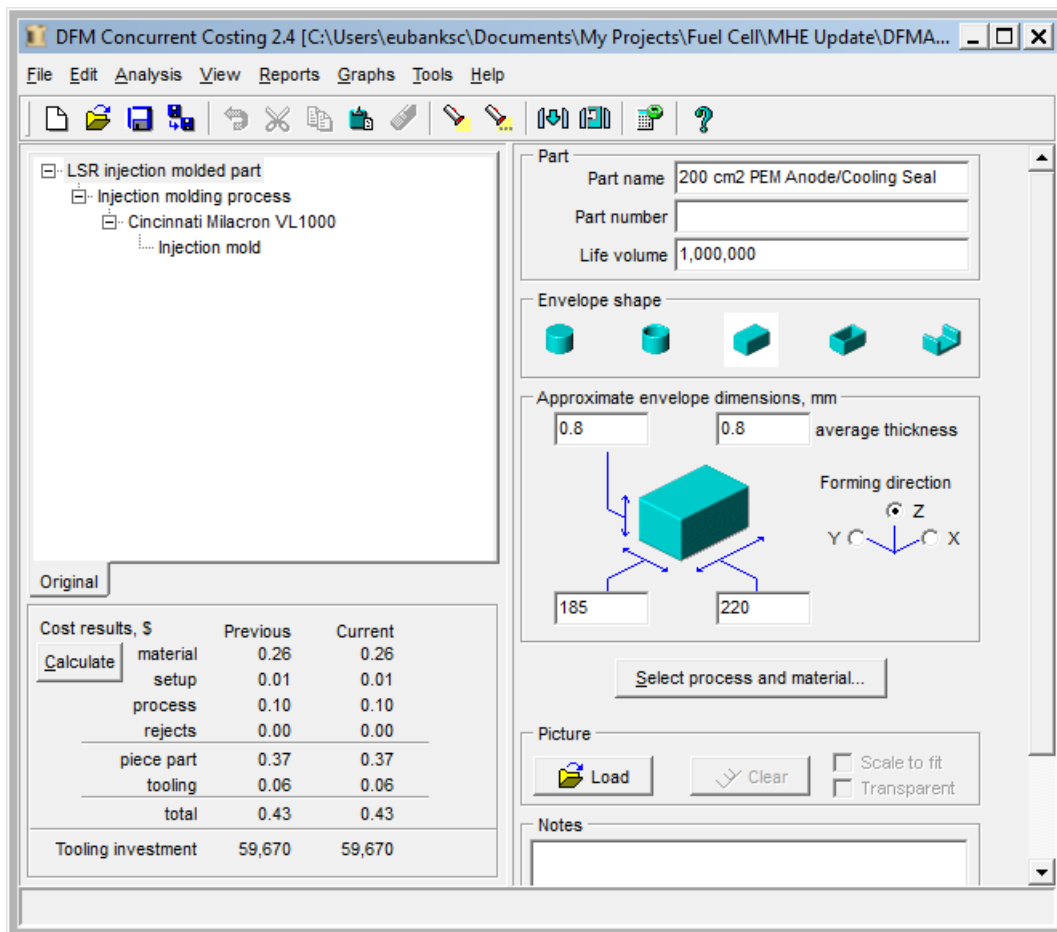 DFM Concurrent Costing 2.4 [C:\Users\eubanksc\Documents\My Projects\Fuel Cell\MHE Update\DFMA...
File Edit Analysis View Reports Graphs Tools Help
LSR injection molded part
Injection molding process
Cincinnati Milacron VL1000
Injection mold
Original
Cost results, $ Previous Current
Calculate
material 0.26 0.26
setup 0.01 0.01
process 0.10 0.10
rejects 0.00 0.00
piece part 0.37 0.37
tooling 0.06 0.06
total 0.43 0.43
Tooling investment 59,670 59,670
Part
Part name 200 cm2 PEM Anode/Cooling Seal
Part number
Life volume 1,000,000
Envelope shape
Approximate envelope dimensions, mm
0.8 0.8 average thickness
Forming direction
Z
Y X
185 220
Select process and material...
Picture
Load Clear Scale to fit
Transparent
Notes